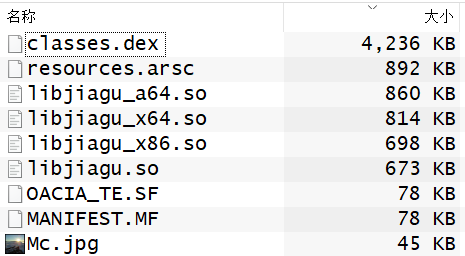 名称 大小
classes.dex 4,236 KB
resources.arsc 892 KB
libjiagu_a64.so 860 KB
libjiagu_x64.so 814 KB
libjiagu_x86.so 698 KB
libjiagu.so 673 KB
OACIA_TE.SF 78 KB
MANIFEST.MF 78 KB
Mc.jpg 45 KB